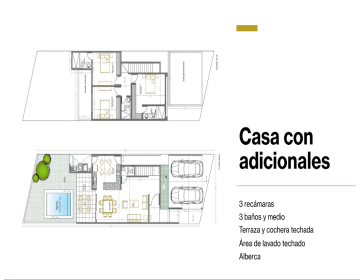 Casa con
adicionales
3 recámaras
3 baños y medio
Terraza y cochera techada
Área de lavado techado
Alberca